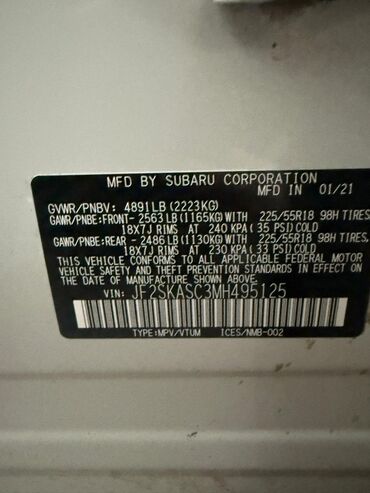 MFD BY SUBARU CORPORATION
MFD IN 01/21
GVWR/PNBV: 4891LB(2223KG)
GAWR/PNBE:FRONT-2563LB(1165KG)WITH 225/55R18 98H TIRES,
18X7J RIMS AT 240 KPA(35 PSI)COLD
GAWR/PNBE:REAR -2486LB(1130KG)WITH 225/55R18 98H TIRES,
18X7J RIMS AT 230 KPA(33 PSI)COLD
THIS VEHICLE CONFORMS TO ALL APPLICABLE FEDERAL MOTOR
VEHICLE SAFETY STANDARDS IN EFFECT ON THE DATE OF
MANUFACTURE SHOWN ABOVE.
VIN: JF2SKASC3MH495125
TYPE:MPV/VTUM ICES/NMB-002